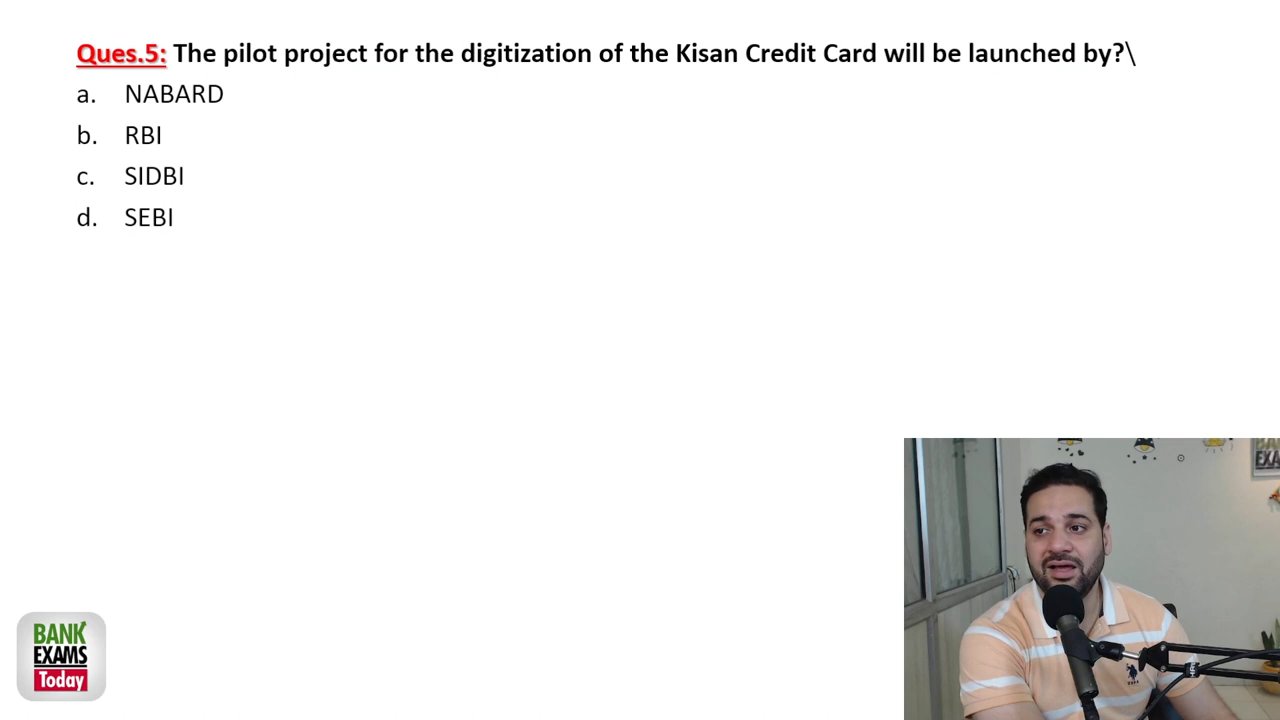 Ques.5: The pilot project for the digitization of the Kisan Credit Card will be launched by?\
a. NABARD
b. RBI
c. SIDBI
d. SEBI
BANK
EXAMS
Today